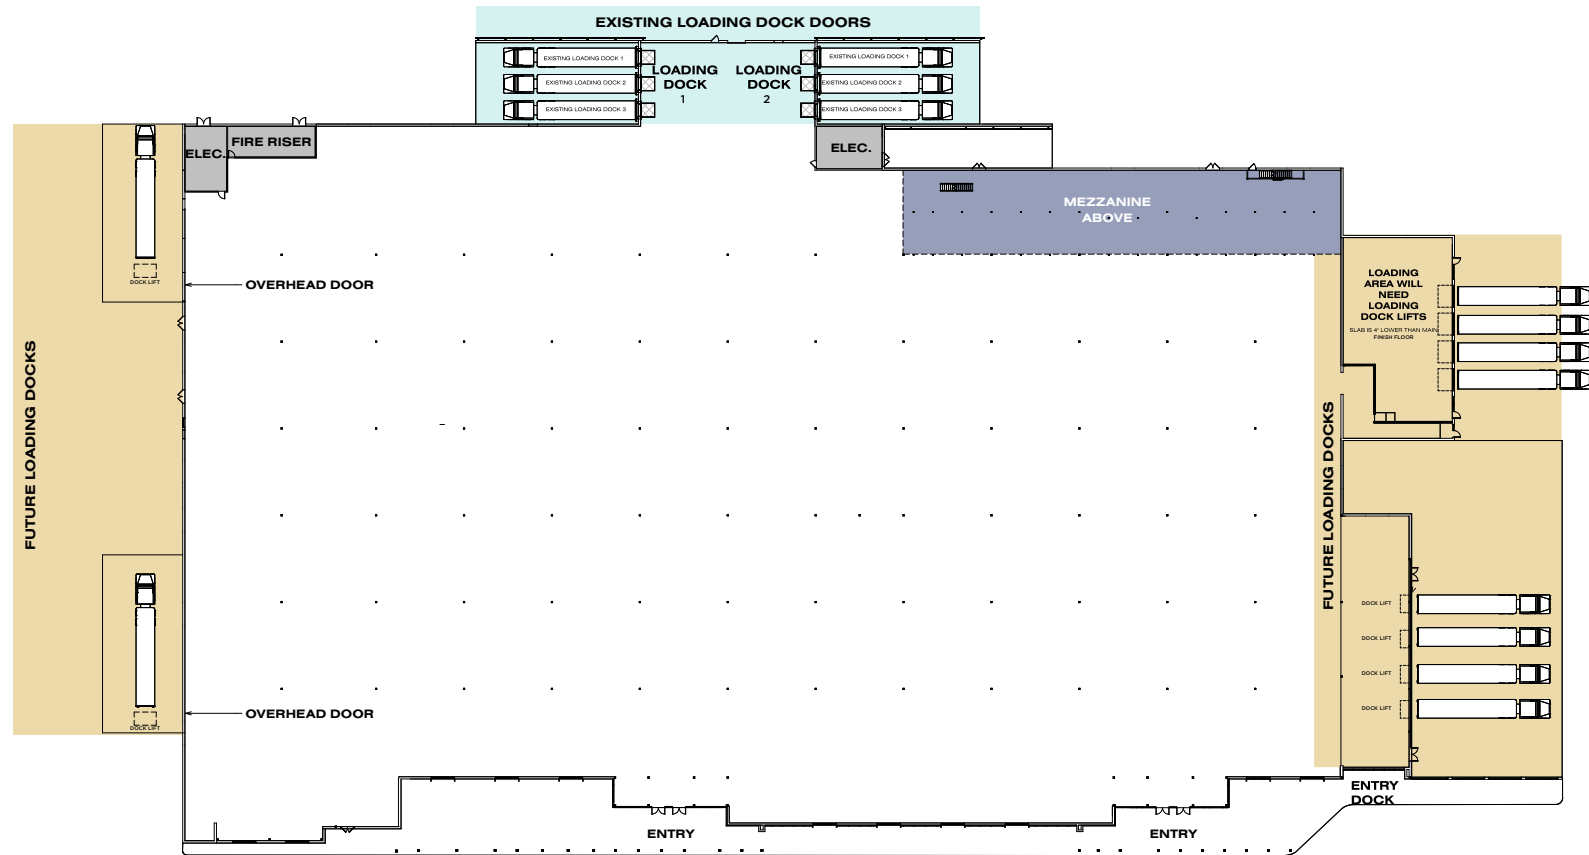 EXISTING LOADING DOCK DOORS
EXISTING LOADING DOCK 1
EXISTING LOADING DOCK 2
EXISTING LOADING DOCK 3
LOADING
DOCK
1
LOADING
DOCK
2
EXISTING LOADING DOCK 1
EXISTING LOADING DOCK 2
EXISTING LOADING DOCK 3
ELEC.
FIRE RISER
ELEC.
MEZZANINE
ABOVE
DOCK LIFT
OVERHEAD DOOR
LOADING
AREA WILL
NEED
LOADING
DOCK LIFTS
SLAB IS 4" LOWER THAN MAIN
FINISH FLOOR
FUTURE LOADING DOCKS
FUTURE LOADING DOCKS
DOCK LIFT
DOCK LIFT
DOCK LIFT
DOCK LIFT
OVERHEAD DOOR
DOCK LIFT
ENTRY
DOCK
ENTRY
ENTRY